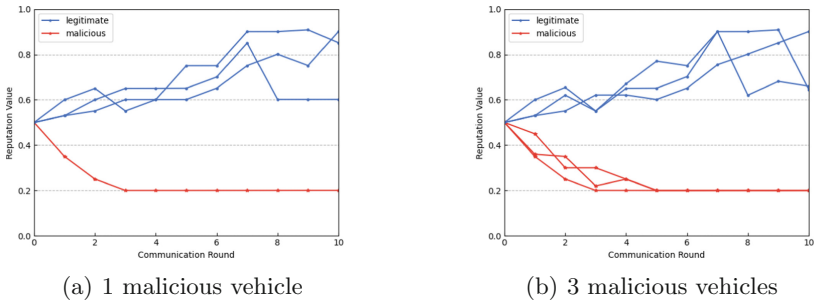 1.0
0.8
0.6
0.4
0.2
0.0
Reputation Value
legitimate
malicious
0 2 4 6 8 10
Communication Round
(a) 1 malicious vehicle
1.0
0.8
0.6
0.4
0.2
0.0
Reputation Value
legitimate
malicious
0 2 4 6 8 10
Communication Round
(b) 3 malicious vehicles